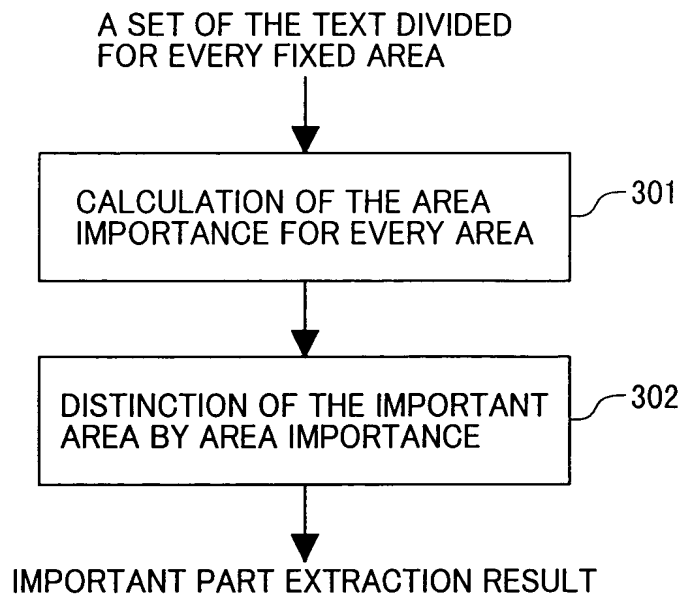 A SET OF THE TEXT DIVIDED
FOR EVERY FIXED AREA
CALCULATION OF THE AREA
IMPORTANCE FOR EVERY AREA
301
DISTINCTION OF THE IMPORTANT
AREA BY AREA IMPORTANCE
302
IMPORTANT PART EXTRACTION RESULT